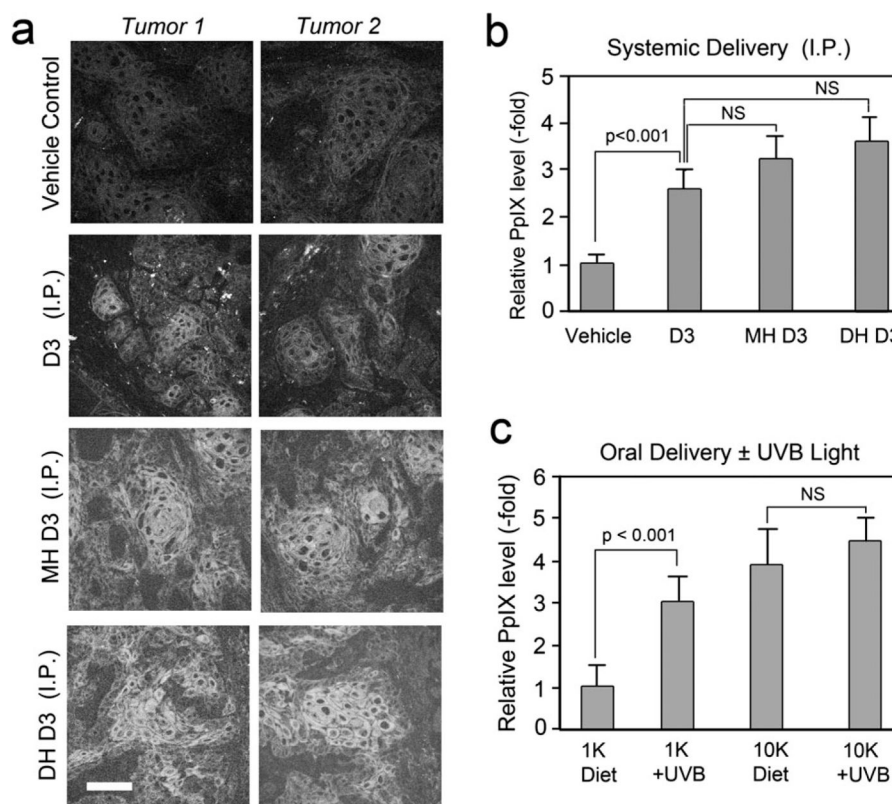 a
Tumor 1 Tumor 2
Vehicle Control
D3 (I.P.)
MH D3 (I.P.)
DH D3 (I.P.)
b
Systemic Delivery (I.P.)
Relative PpIX level (-fold)
5
4
3
2
1
0
p<0.001
NS
NS
Vehicle D3 MH D3 DH D3
c
Oral Delivery ± UVB Light
Relative PpIX level (-fold)
6
5
4
3
2
1
0
p < 0.001
NS
1K 1K 10K 10K
Diet +UVB Diet +UVB